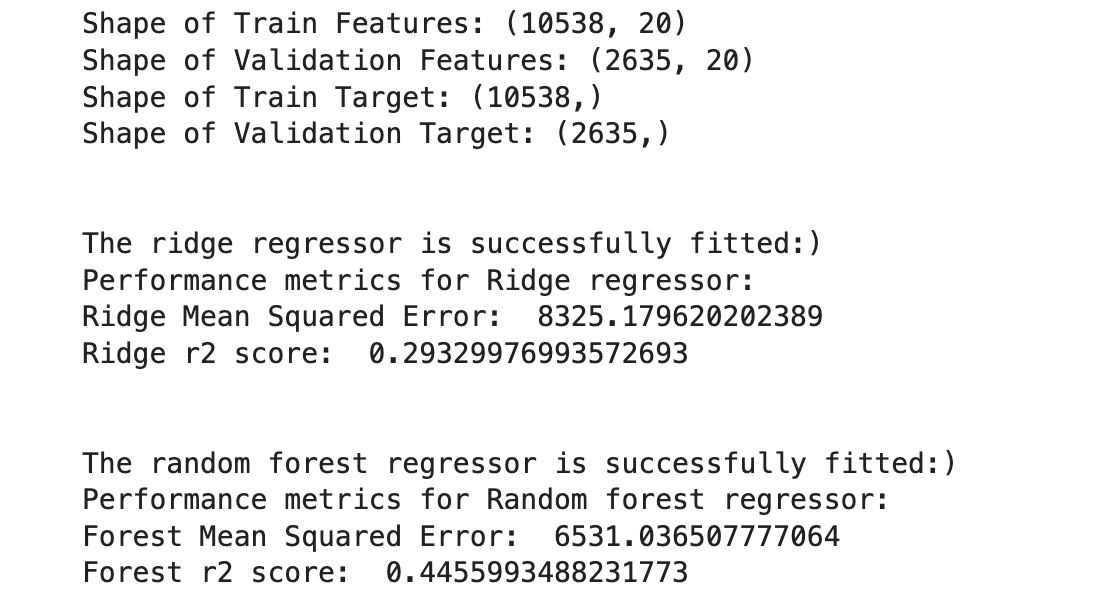 Shape of Train Features: (10538, 20)
Shape of Validation Features: (2635, 20)
Shape of Train Target: (10538,)
Shape of Validation Target: (2635,)
The ridge regressor is successfully fitted:)
Performance metrics for Ridge regressor:
Ridge Mean Squared Error:  8325.179620202389
Ridge r2 score:  0.29329976993572693
The random forest regressor is successfully fitted:)
Performance metrics for Random forest regressor:
Forest Mean Squared Error:  6531.036507777064
Forest r2 score:  0.4455993488231773